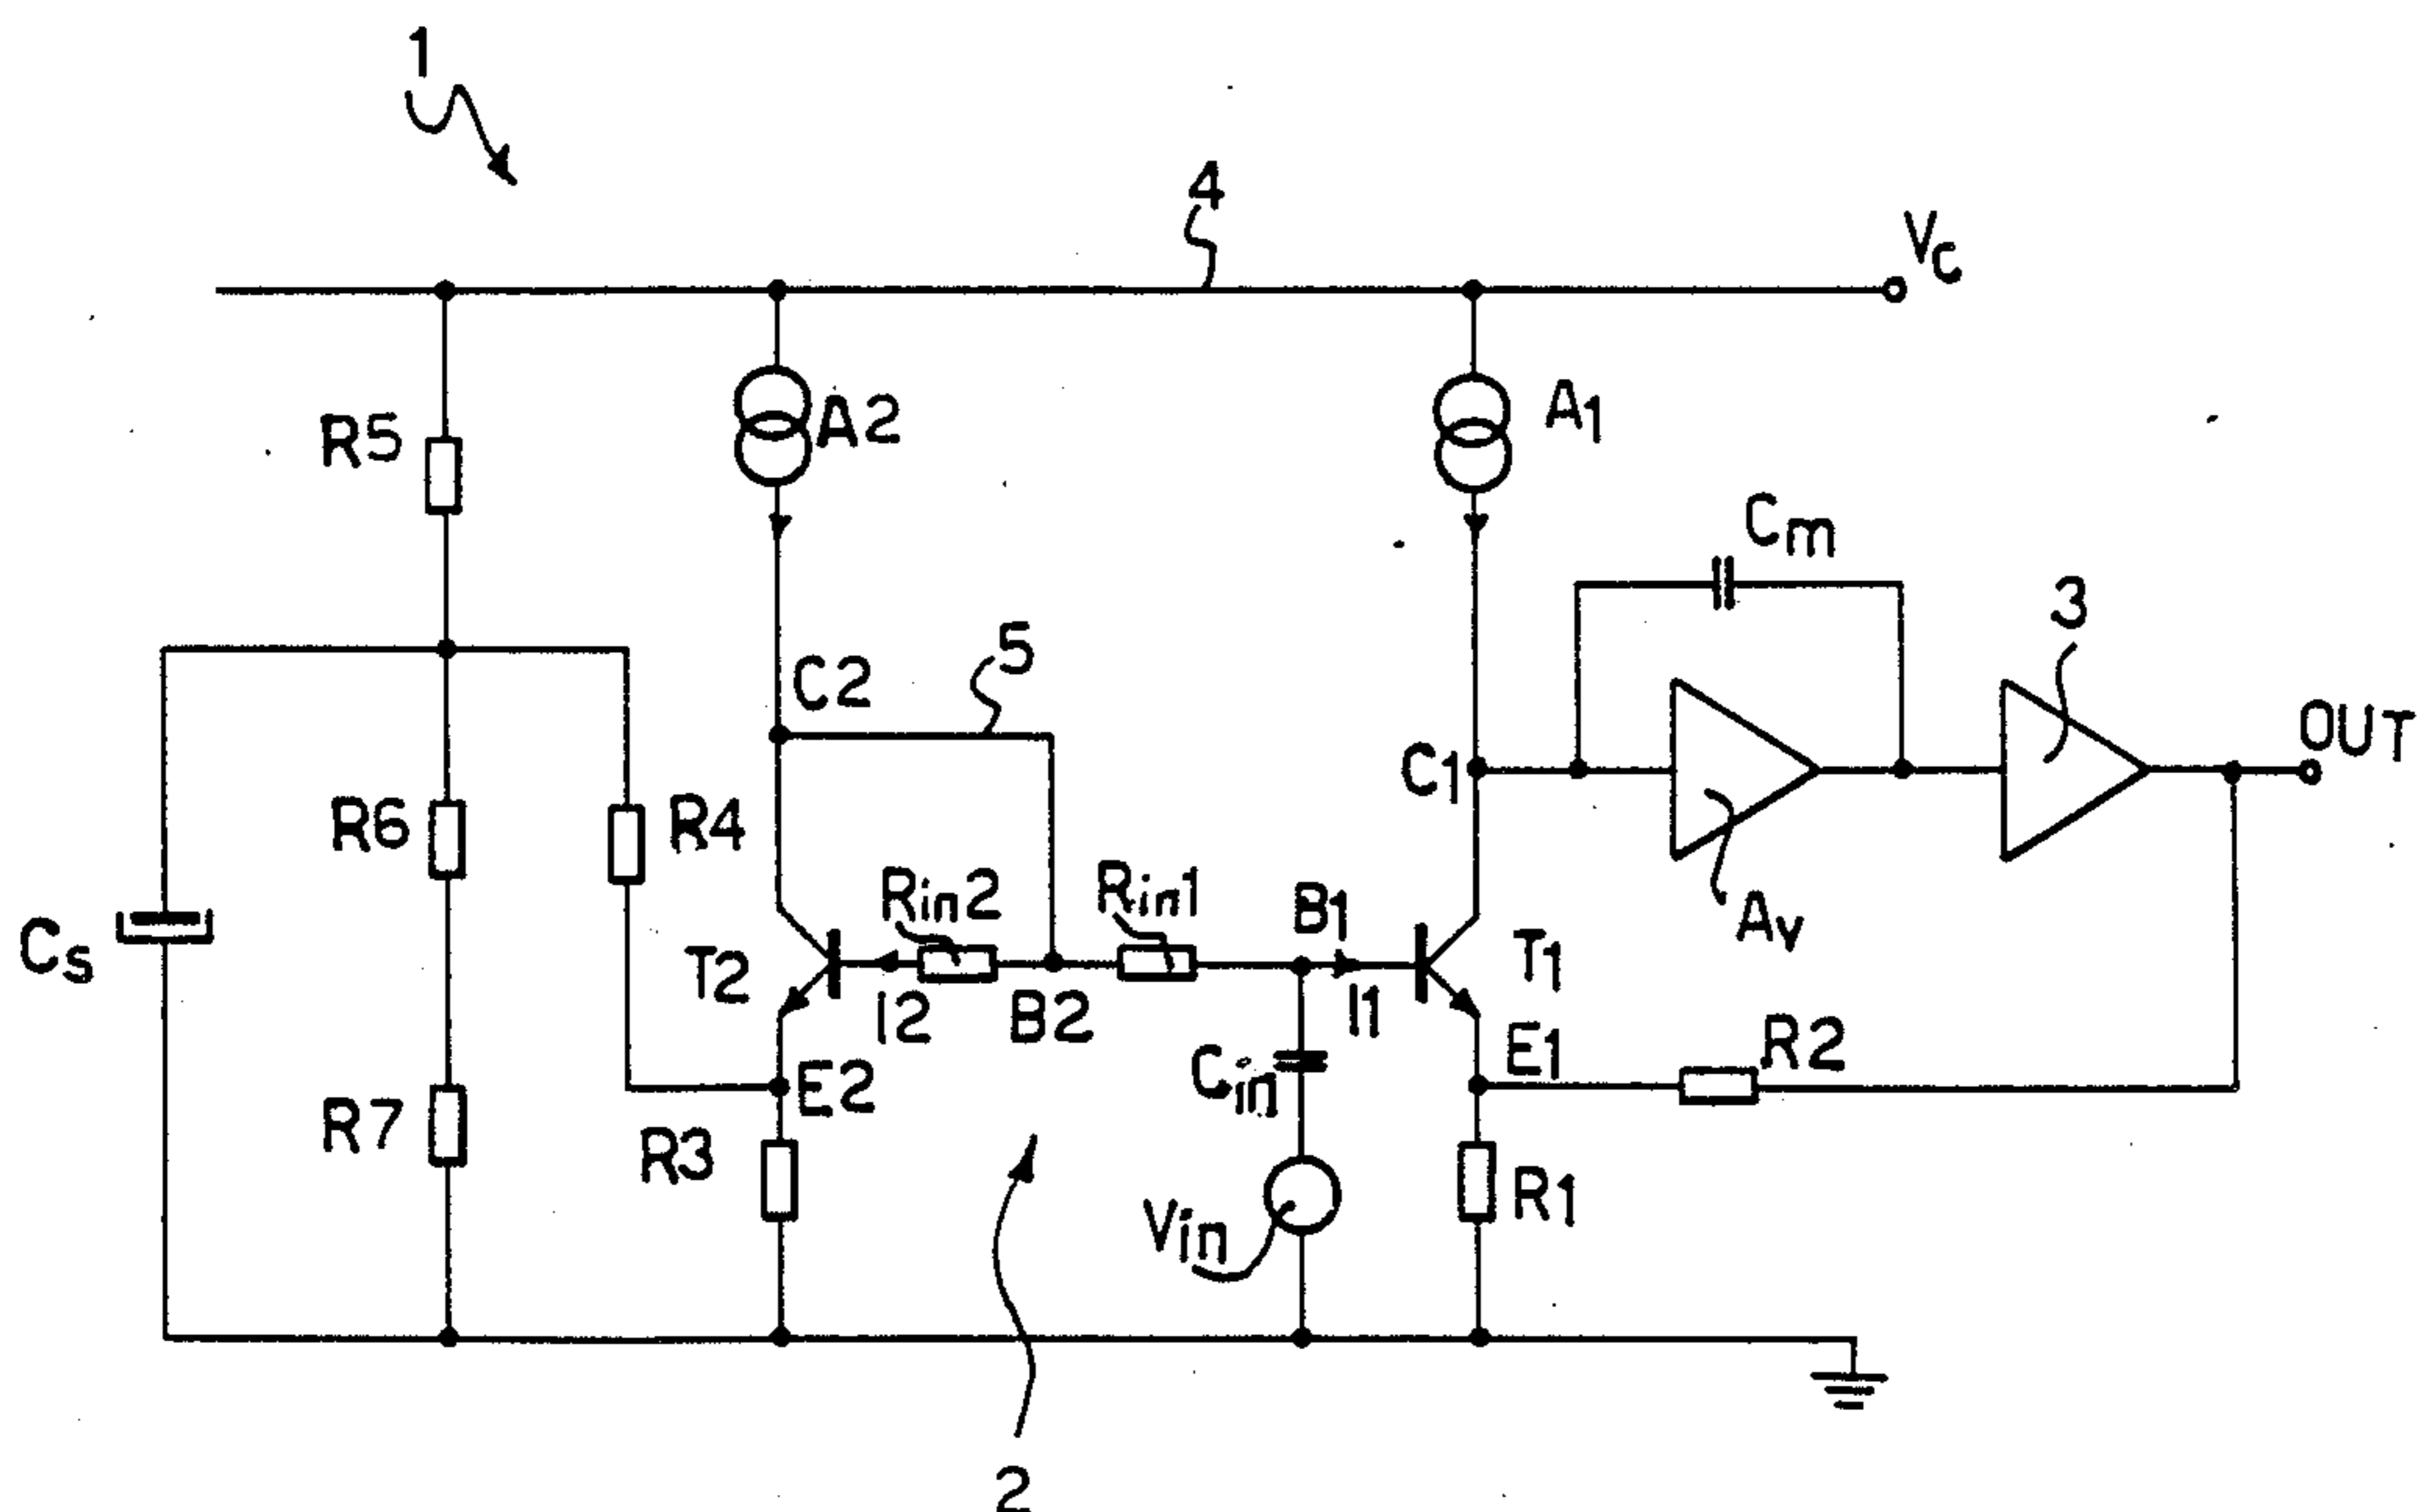 1
4
Vc
R5
A2
A1
Cm
3
C2
5
C1
OUT
R6
R4
Rin2
Rin1
B1
Av
Cs
T2
I2
B2
I1
T1
E1
R2
Cin
E2
R7
R3
Vin
R1
2